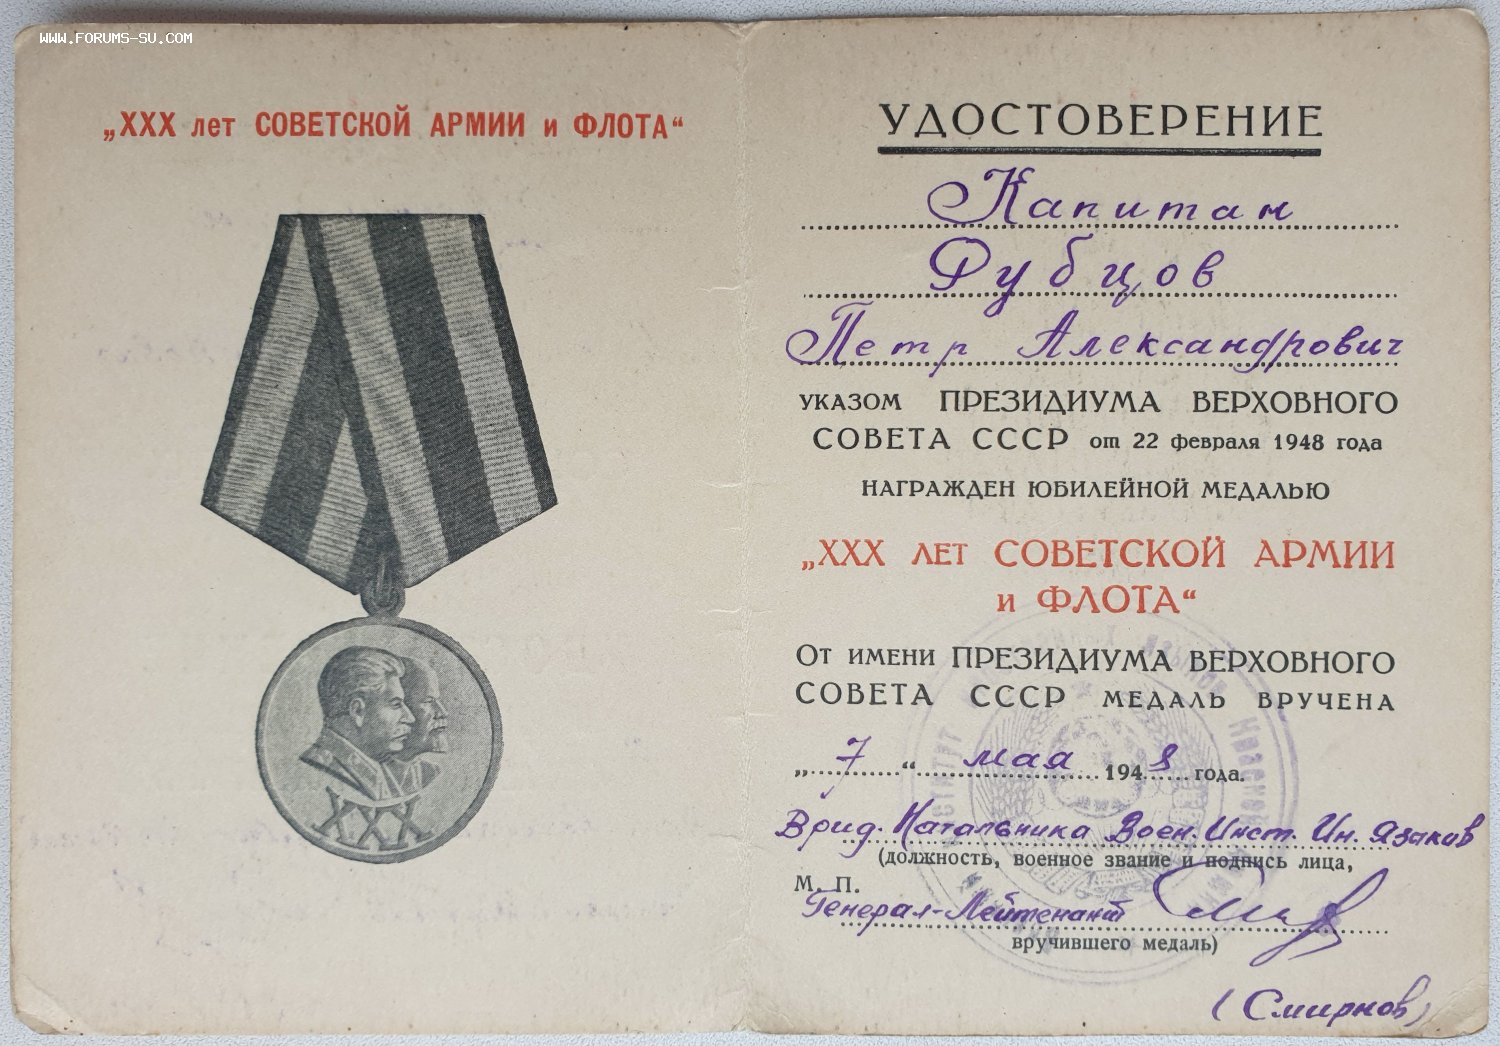 WWW.FORUMS-SU.COM
„XXX лет СОВЕТСКОЙ АРМИИ и ФЛОТА“
XXX
УДОСТОВЕРЕНИЕ
Капитан
Рубцов
Петр Александрович
УКАЗОМ ПРЕЗИДИУМА ВЕРХОВНОГО
СОВЕТА СССР от 22 февраля 1948 года
НАГРАЖДЕН ЮБИЛЕЙНОЙ МЕДАЛЬЮ
„XXX ЛЕТ СОВЕТСКОЙ АРМИИ
и ФЛОТА“
ОТ ИМЕНИ ПРЕЗИДИУМА ВЕРХОВНОГО
СОВЕТА СССР МЕДАЛЬ ВРУЧЕНА
„7“ мая 1948 года.
Врид. Начальника Воен. Инст. Ин. Языков
(должность, военное звание и подпись лица,
М. П.
Генерал-Лейтенант
вручившего медаль)
(Смирнов)